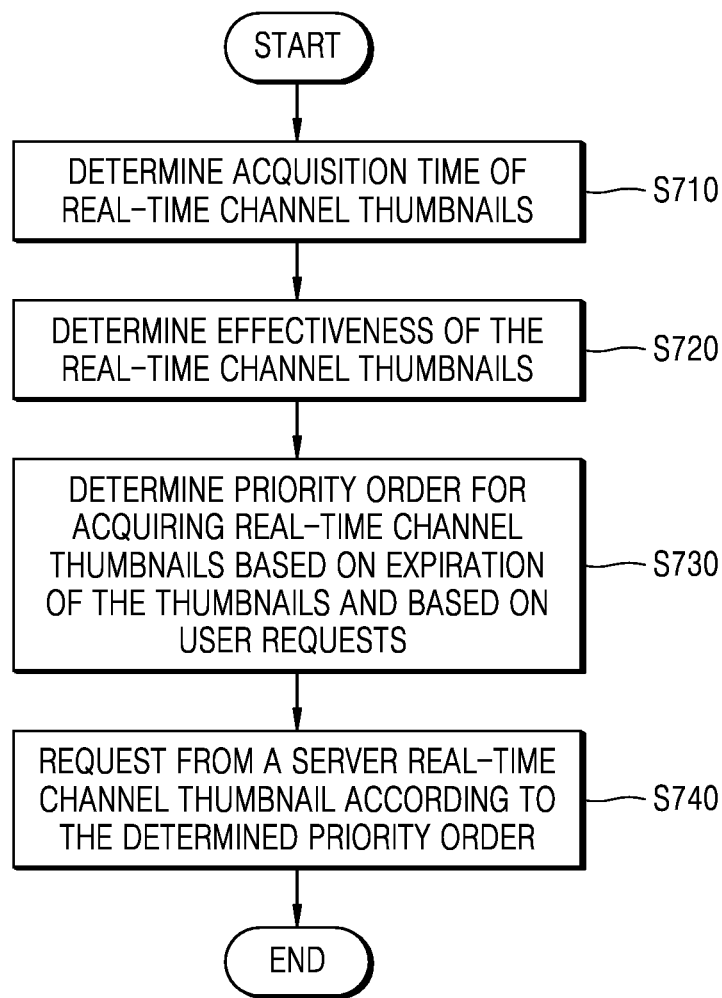 START
DETERMINE ACQUISITION TIME OF
REAL-TIME CHANNEL THUMBNAILS
S710
DETERMINE EFFECTIVENESS OF THE
REAL-TIME CHANNEL THUMBNAILS
S720
DETERMINE PRIORITY ORDER FOR
ACQUIRING REAL-TIME CHANNEL
THUMBNAILS BASED ON EXPIRATION
OF THE THUMBNAILS AND BASED ON
USER REQUESTS
S730
REQUEST FROM A SERVER REAL-TIME
CHANNEL THUMBNAIL ACCORDING TO
THE DETERMINED PRIORITY ORDER
S740
END